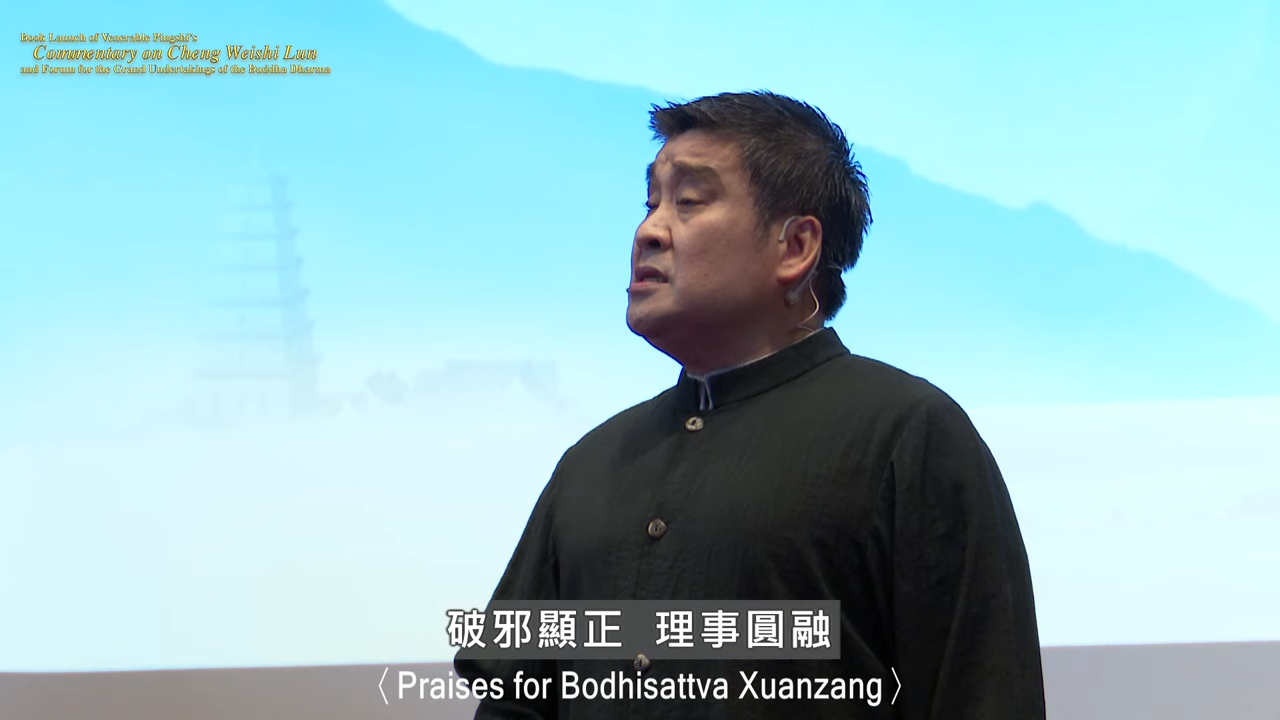 Book Launch of Venerable Pingshi's
Commentary on Cheng Weishi Lun
and Forum for the Grand Undertakings of the Buddha Dharma
破邪顯正 理事圓融
〈Praises for Bodhisattva Xuanzang〉